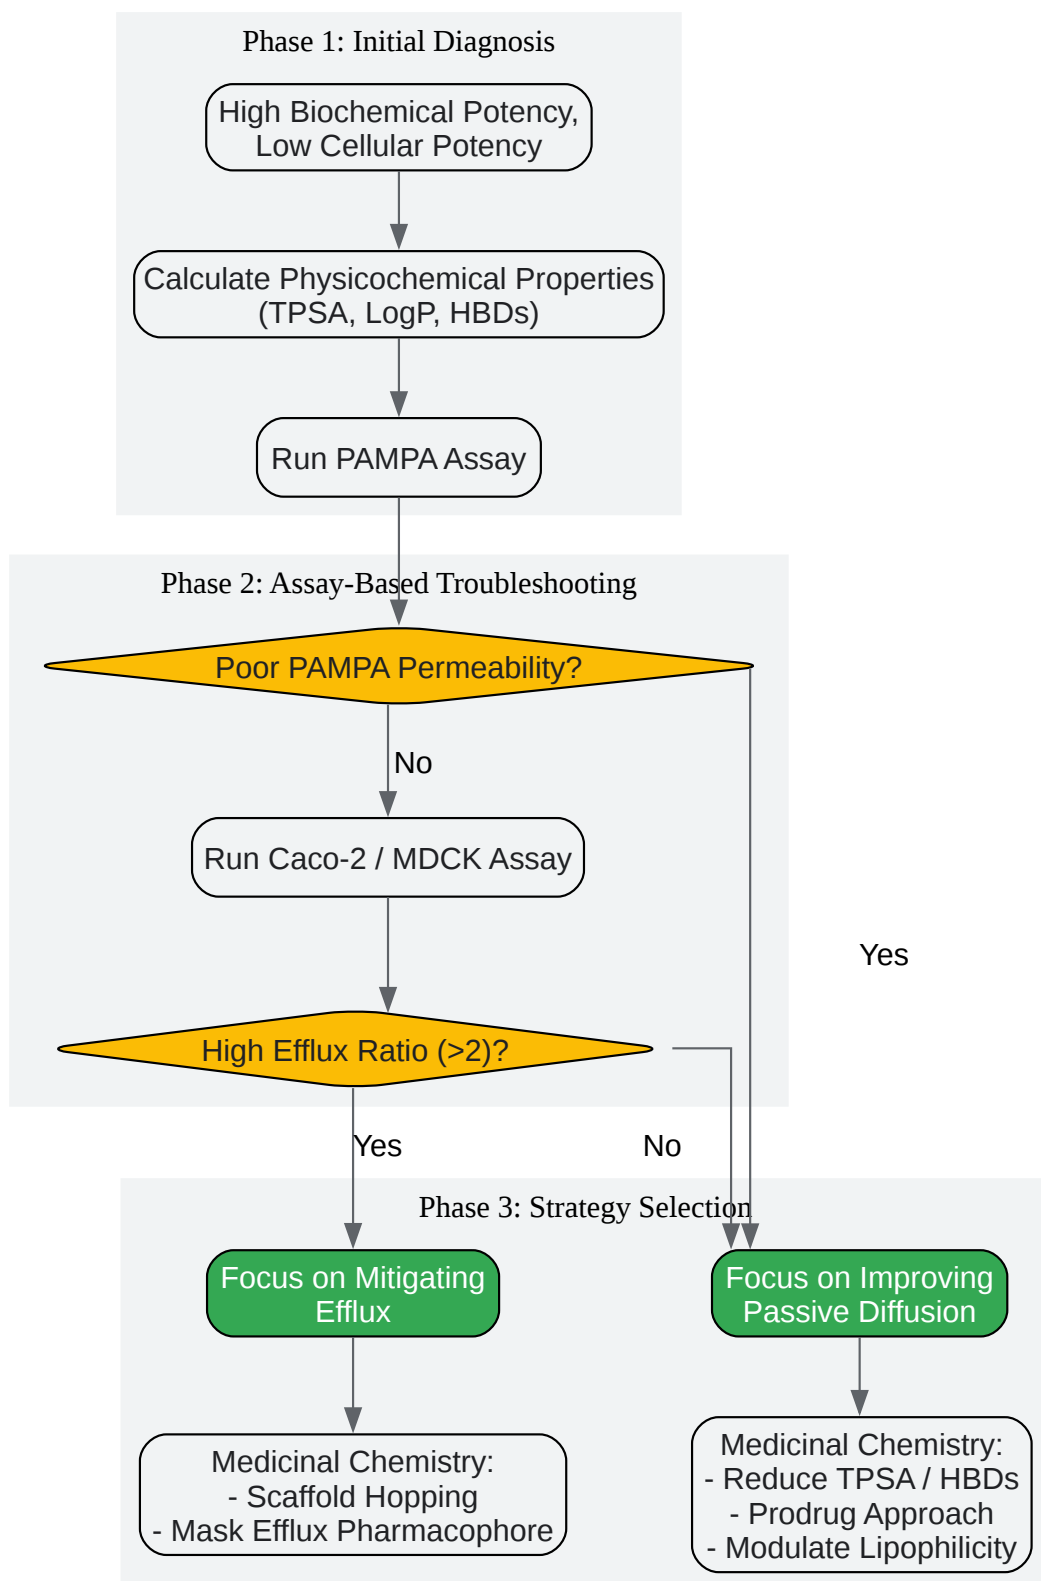 Phase 1: Initial Diagnosis
High Biochemical Potency,
Low Cellular Potency
Calculate Physicochemical Properties
(TPSA, LogP, HBDs)
Run PAMPA Assay
Phase 2: Assay-Based Troubleshooting
Poor PAMPA Permeability?
No
Run Caco-2 / MDCK Assay
Yes
High Efflux Ratio (>2)?
Yes
No
Phase 3: Strategy Selection
Focus on Mitigating
Efflux
Focus on Improving
Passive Diffusion
Medicinal Chemistry:
- Scaffold Hopping
- Mask Efflux Pharmacophore
Medicinal Chemistry:
- Reduce TPSA / HBDs
- Prodrug Approach
- Modulate Lipophilicity